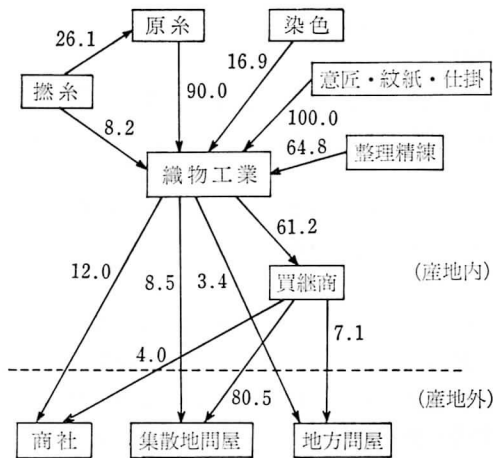 原糸
染色
26.1
16.9
意匠・紋紙・仕掛
撚糸
90.0
100.0
8.2
64.8
整理精練
織物工業
61.2
12.0
8.5
3.4
買継商
(産地内)
4.0
7.1
80.5
(産地外)
商社
集散地問屋
地方問屋